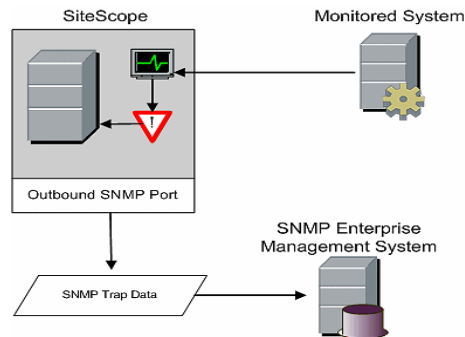 SiteScope
Monitored System
!
Outbound SNMP Port
SNMP Enterprise
Management System
SNMP Trap Data